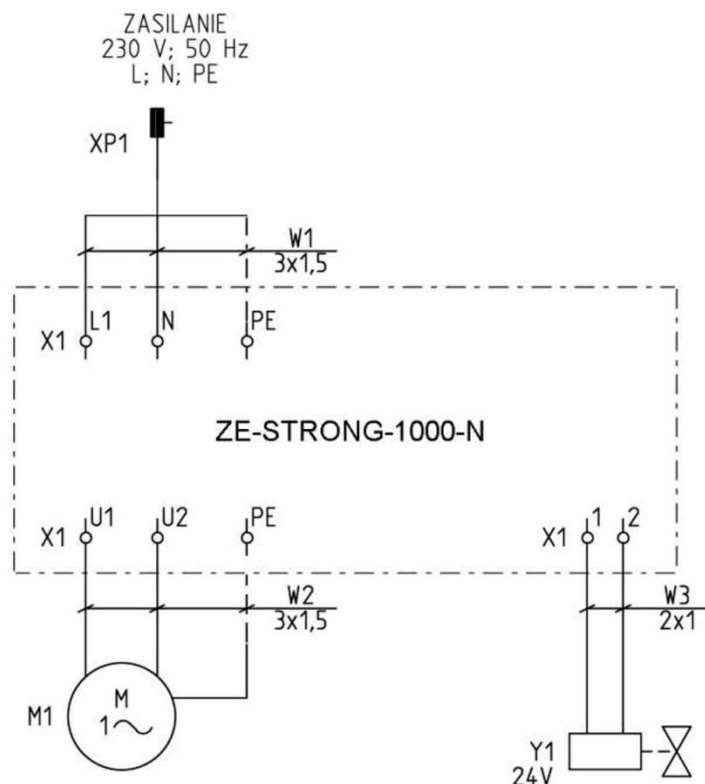 ZASILANIE
230 V; 50 Hz
L; N; PE
XP1
W1
3x1,5
L1 N PE
X1
ZE-STRONG-1000-N
U1 U2 PE 1 2
X1 X1
W2 W3
3x1,5 2x1
M
M1 1
Y1
24V